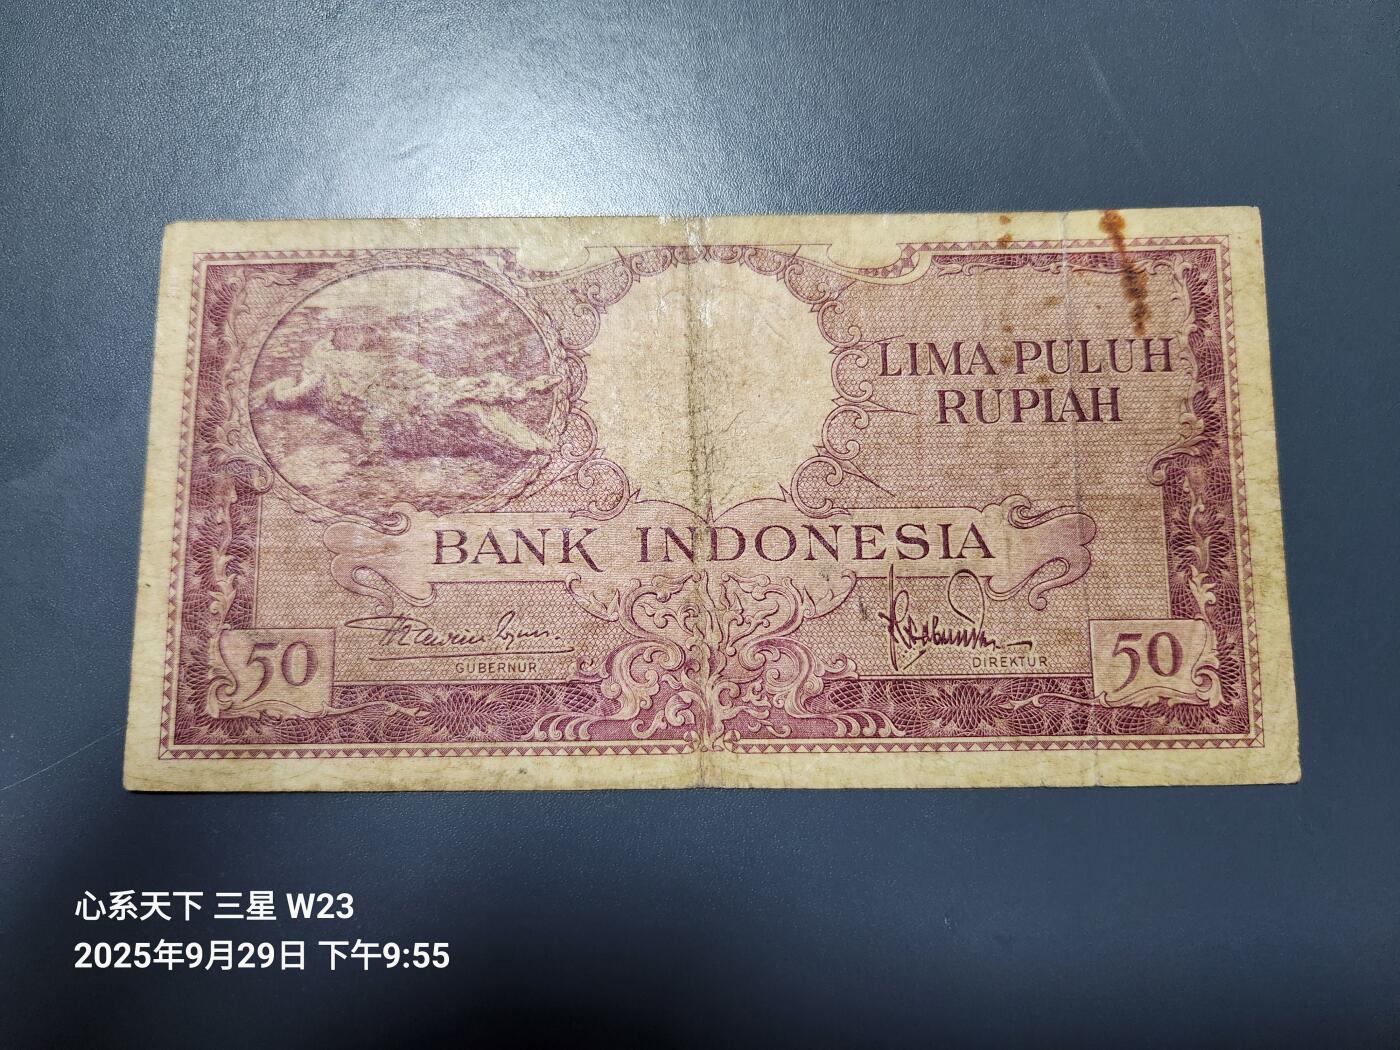 LIMA PULUH
RUPIAH
BANK INDONESIA
GUBERNUR
DIREKTUR
50
50
心系天下 三星 W23
2025年9月29日 下午9:55